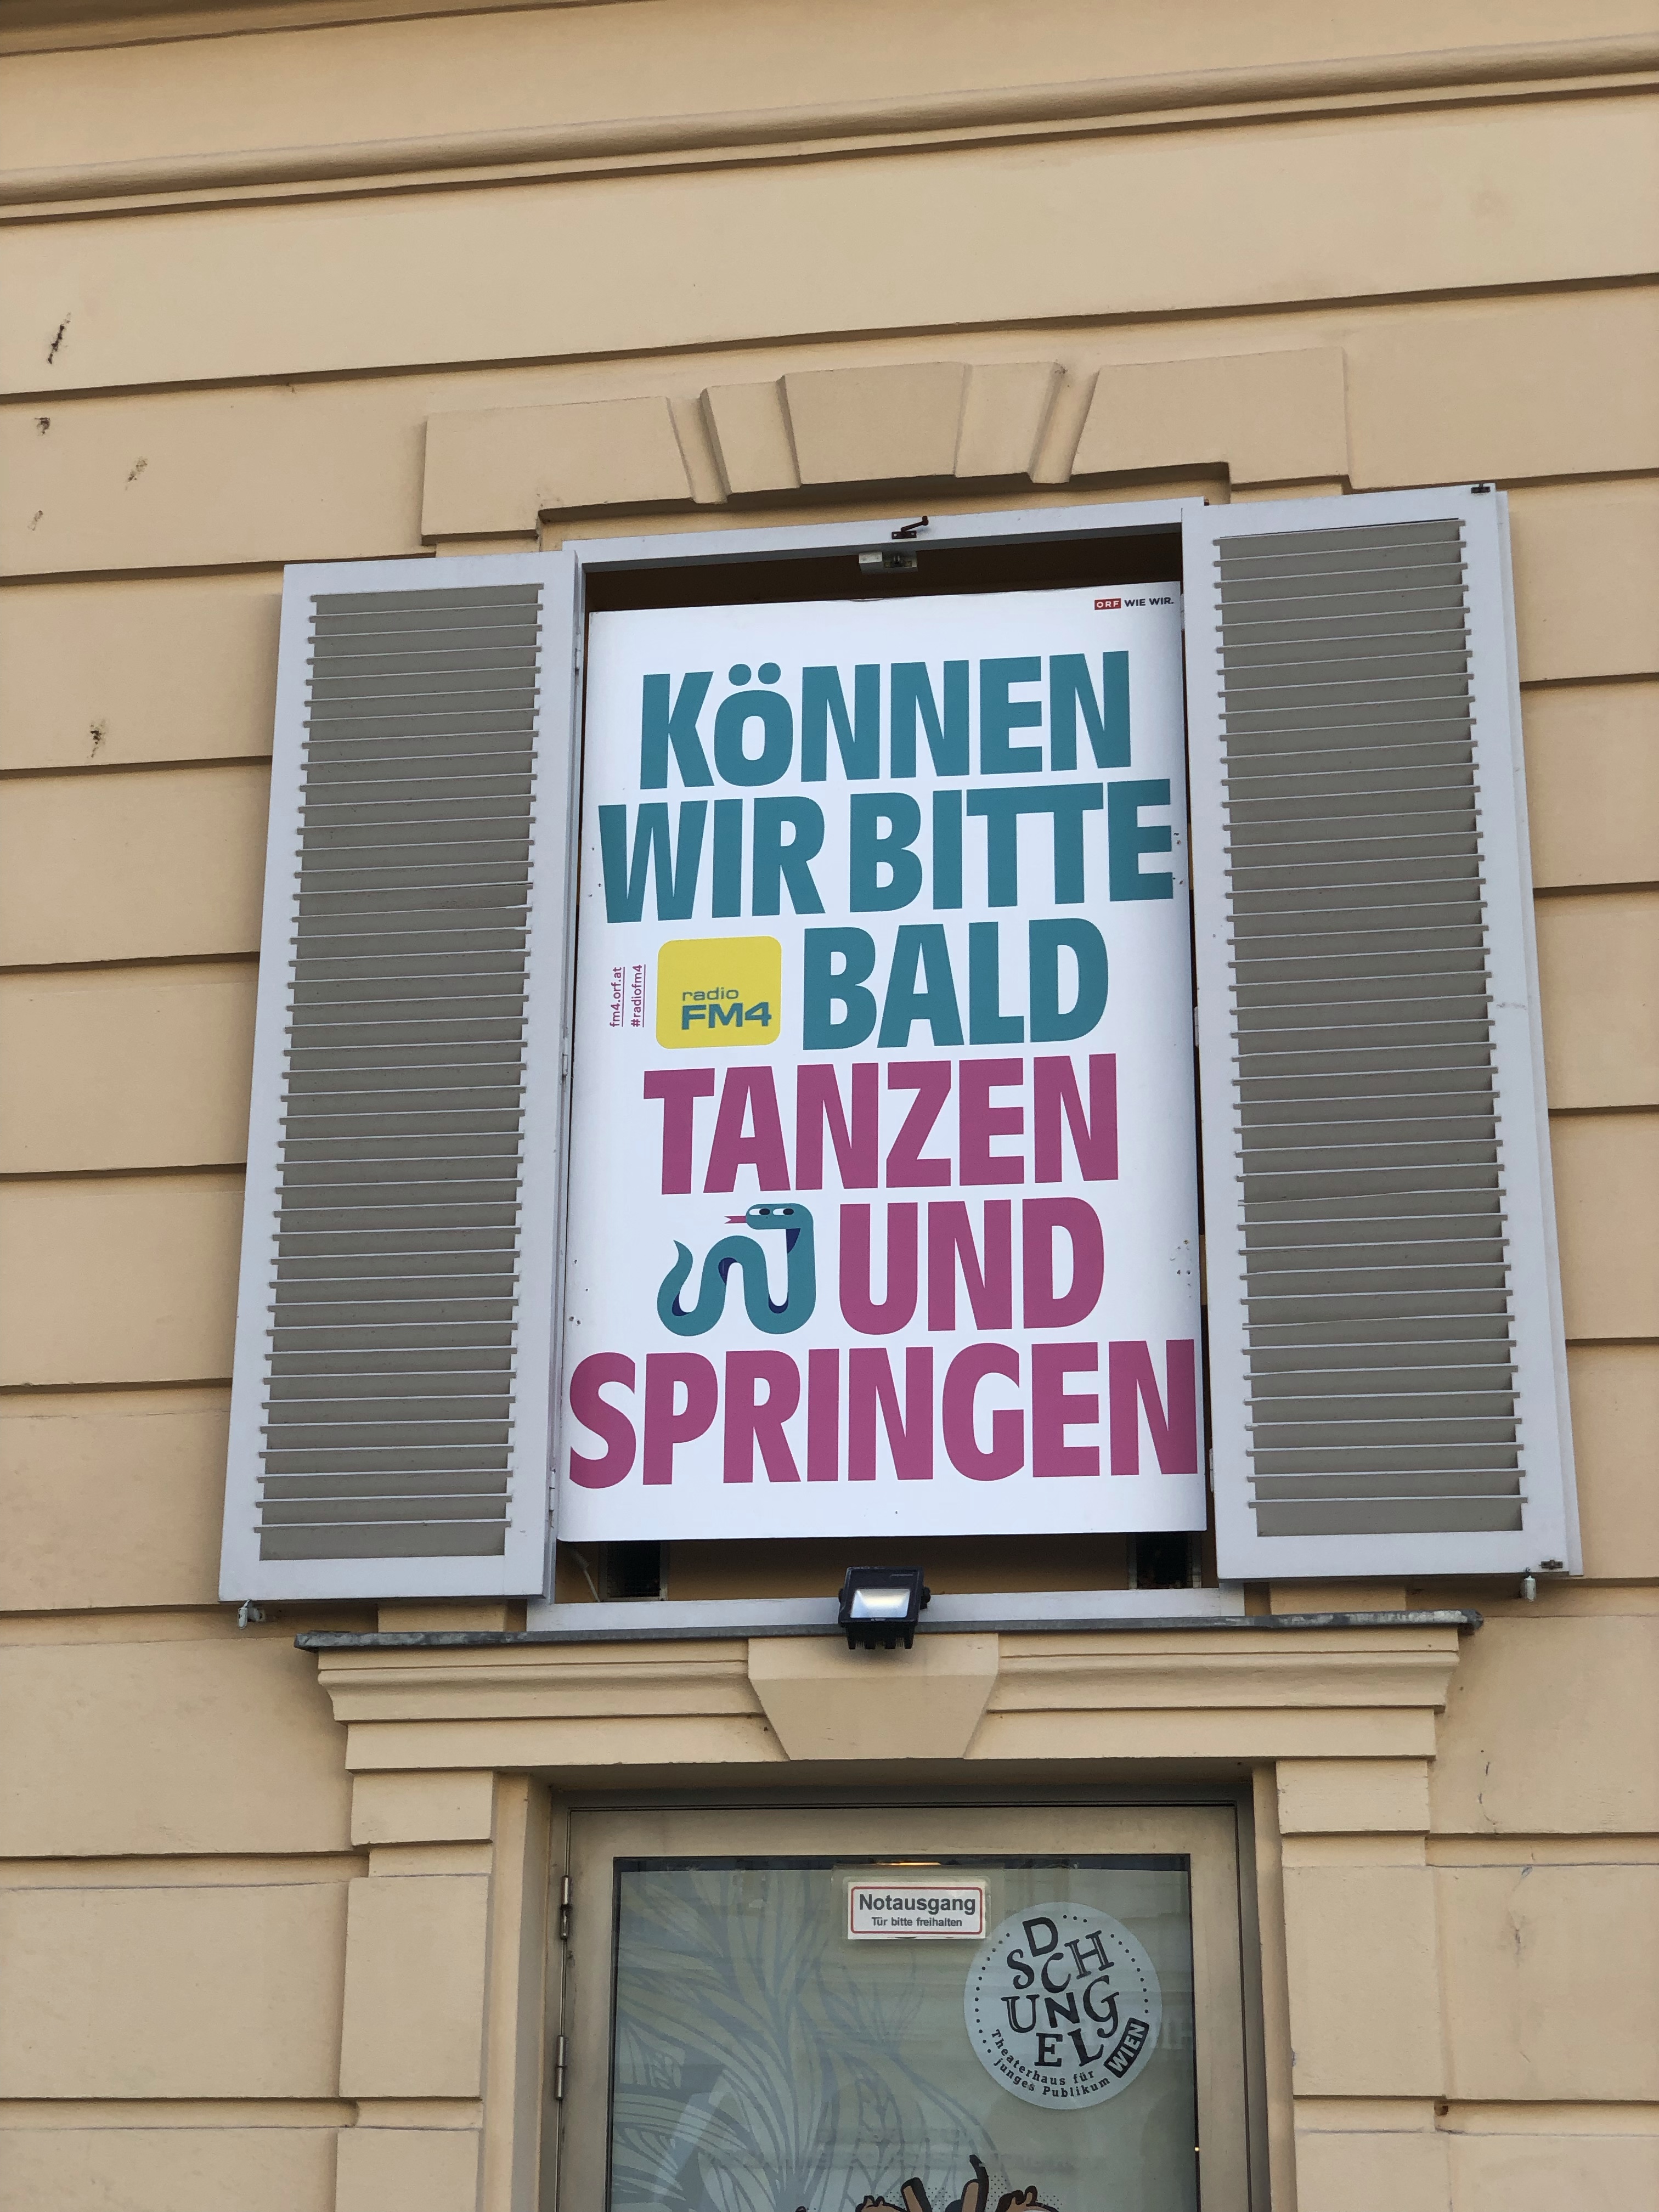 ORF WIE WIR.
KÖNNEN
WIR BITTE
BALD
fm4.orf.at
#radiofm4
radio
FM4
TANZEN
UND
SPRINGEN
Notausgang
Tür bitte freihalten
DSCHUNGEL
WIEN
Theaterhaus für
junges Publikum